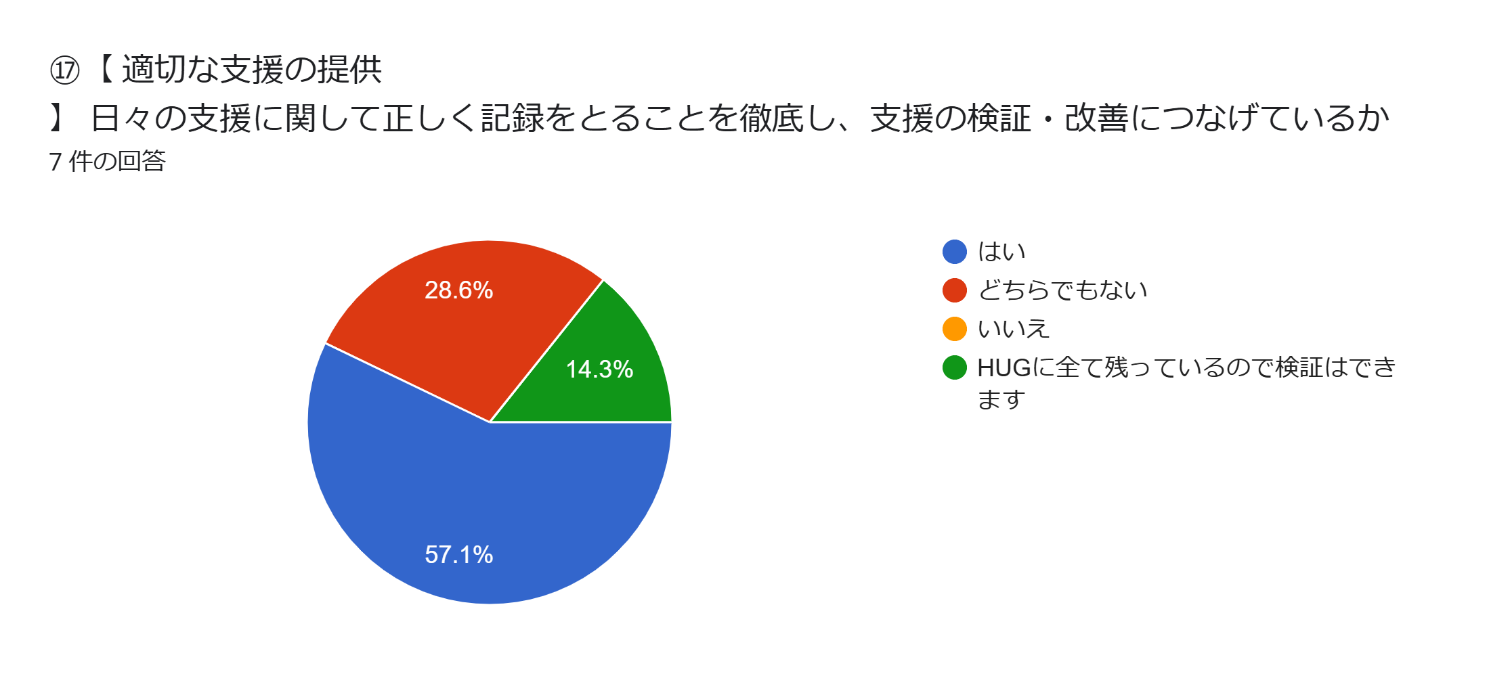 ⑰【 適切な支援の提供
】 日々の支援に関して正しく記録をとることを徹底し、支援の検証・改善につなげているか
7 件の回答
はい
どちらでもない
いいえ
HUGに全て残っているので検証はでき
ます
28.6%
14.3%
57.1%